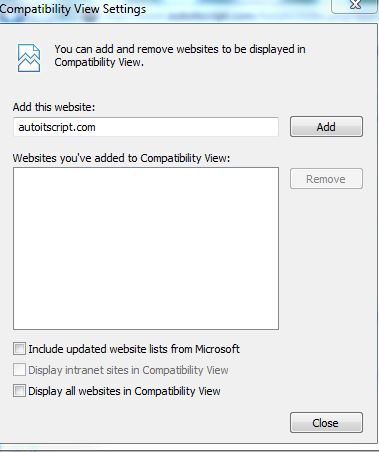 Compatibility View Settings
You can add and remove websites to be displayed in
Compatibility View.
Add this website:
autoitscript.com
Add
Websites you've added to Compatibility View:
Remove
Include updated website lists from Microsoft
Display intranet sites in Compatibility View
Display all websites in Compatibility View
Close